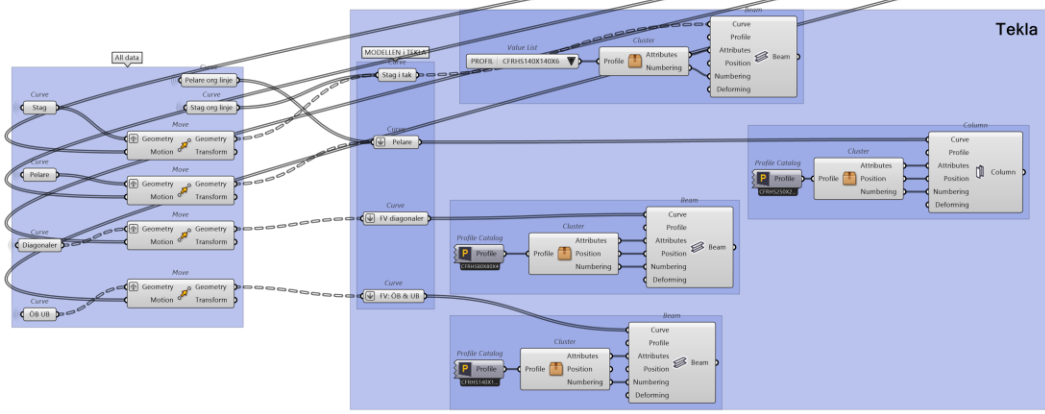 Tekla
All data
Curve
Pelare org linje
Curve
Stag org linje
Curve
Stag
Move
Geometry Geometry
Motion Transform
Curve
Pelare
Move
Geometry Geometry
Motion Transform
Move
Geometry Geometry
Motion Transform
Curve
Diagonaler
Move
Geometry Geometry
Motion Transform
Curve
ÖB UB
MODELLEN i TEKLA
Curve
Stag i tak
Curve
Pelare
Curve
FV diagonaler
Curve
FV: ÖB & UB
Value List
PROFIL CFRHS140X140X6
Cluster
Profile Attributes
Numbering
Beam
Curve
Profile
Attributes
Position Beam
Numbering
Deforming
Profile Catalog
P Profile
CFRHS250X2...
Cluster
Attributes
Profile Position
Numbering
Column
Curve
Profile
Attributes
Position Column
Numbering
Deforming
Profile Catalog
P Profile
Cluster
Attributes
Profile Position
Numbering
Beam
Curve
Profile
Attributes
Position Beam
Numbering
Deforming
Profile Catalog
P Profile
CFRHS140X1...
Cluster
Attributes
Profile Position
Numbering
Beam
Curve
Profile
Attributes
Position Beam
Numbering
Deforming